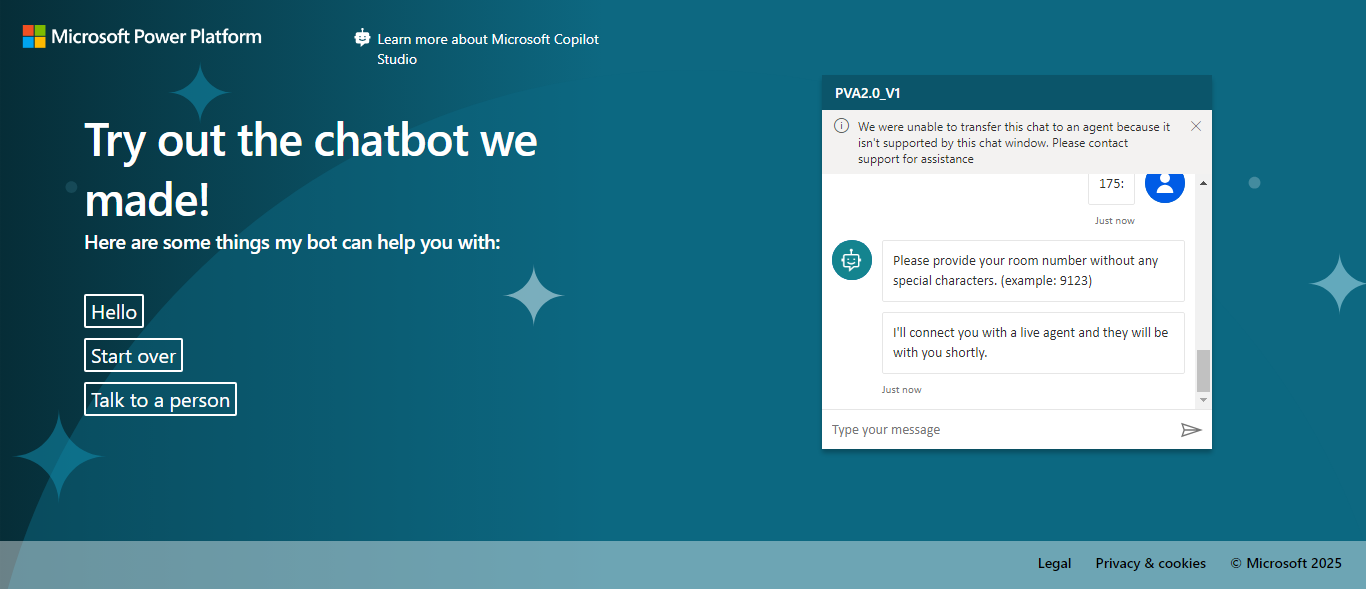 Microsoft Power Platform
Learn more about Microsoft Copilot
Studio
Try out the chatbot we
made!
Here are some things my bot can help you with:
Hello
Start over
Talk to a person
PVA2.0_V1
We were unable to transfer this chat to an agent because it
isn't supported by this chat window. Please contact
support for assistance
175:
Just now
Please provide your room number without any
special characters. (example: 9123)
I'll connect you with a live agent and they will be
with you shortly.
Just now
Type your message
Legal
Privacy & cookies
© Microsoft 2025